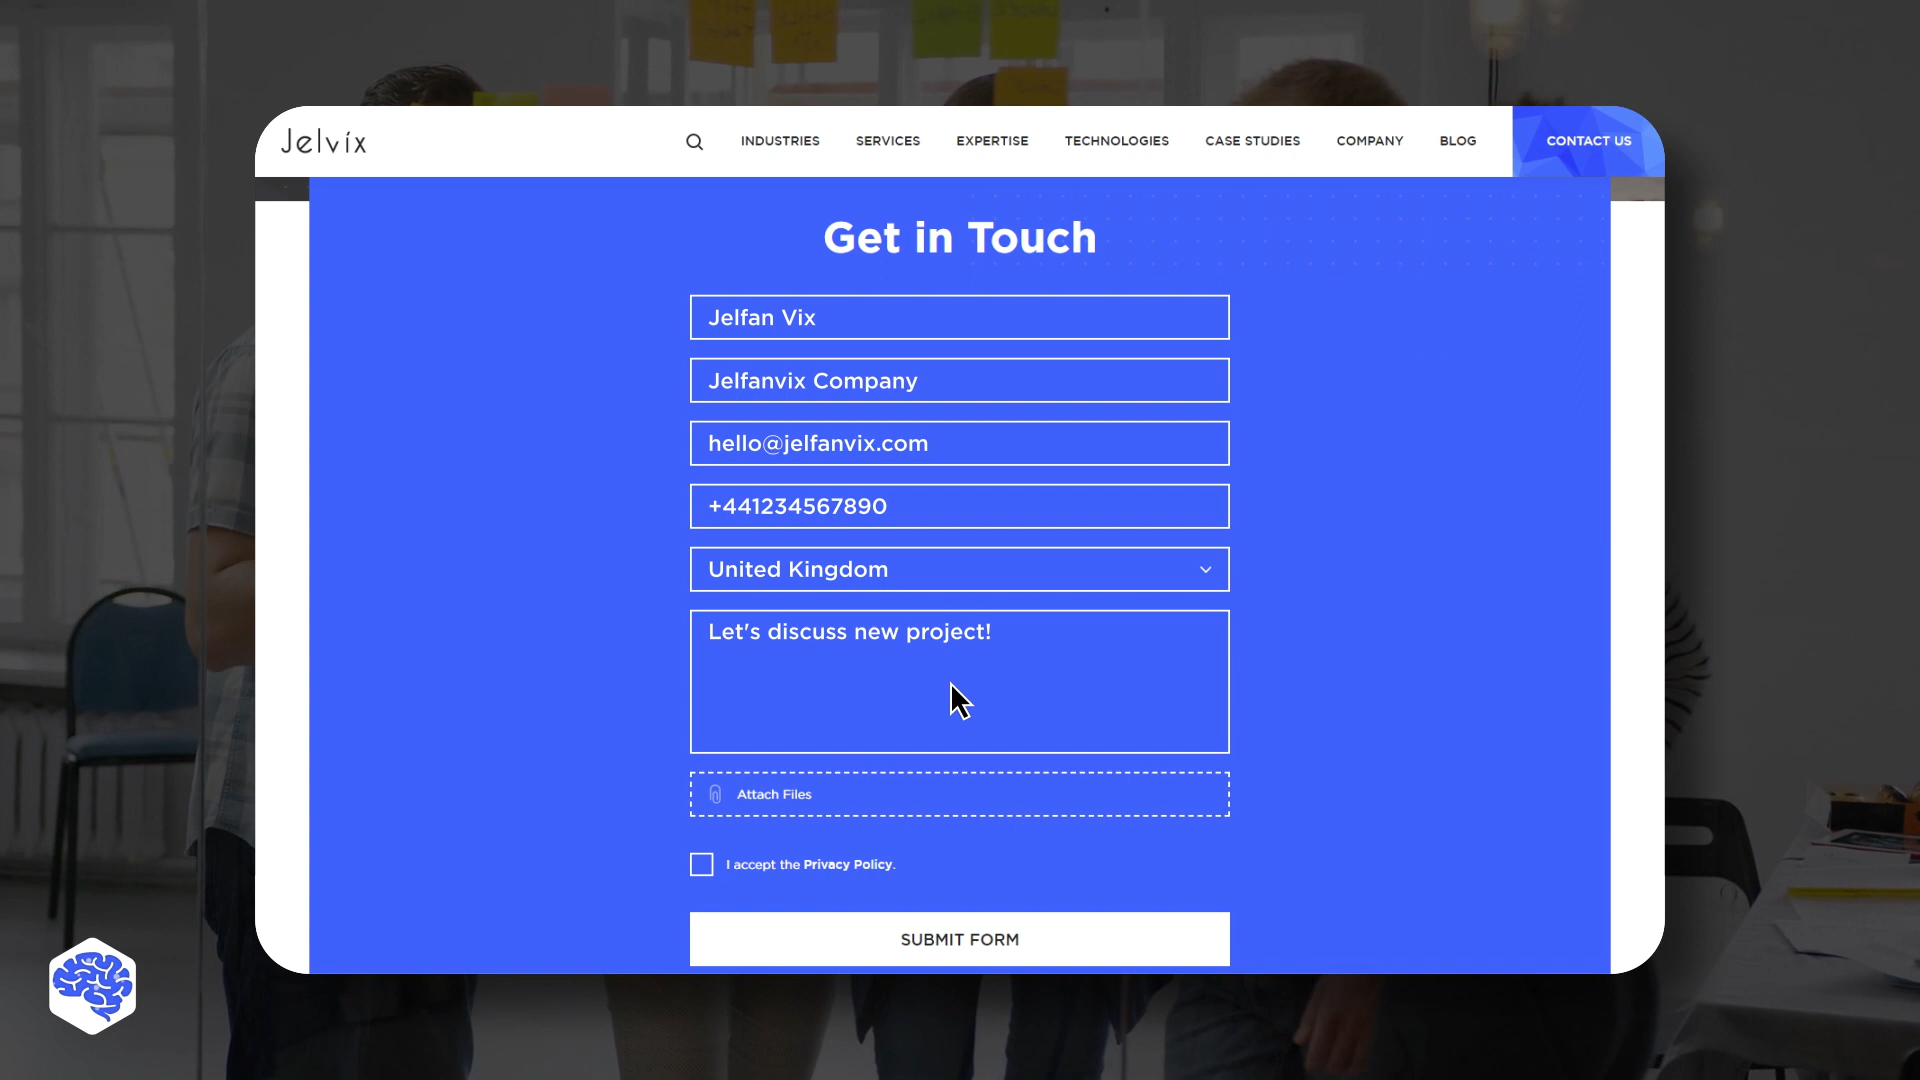 Jelvix
INDUSTRIES SERVICES EXPERTISE TECHNOLOGIES CASE STUDIES COMPANY BLOG CONTACT US
Get in Touch
Jelfan Vix
Jelfanvix Company
hello@jelfanvix.com
+441234567890
United Kingdom
Let's discuss new project!
Attach Files
I accept the Privacy Policy.
SUBMIT FORM